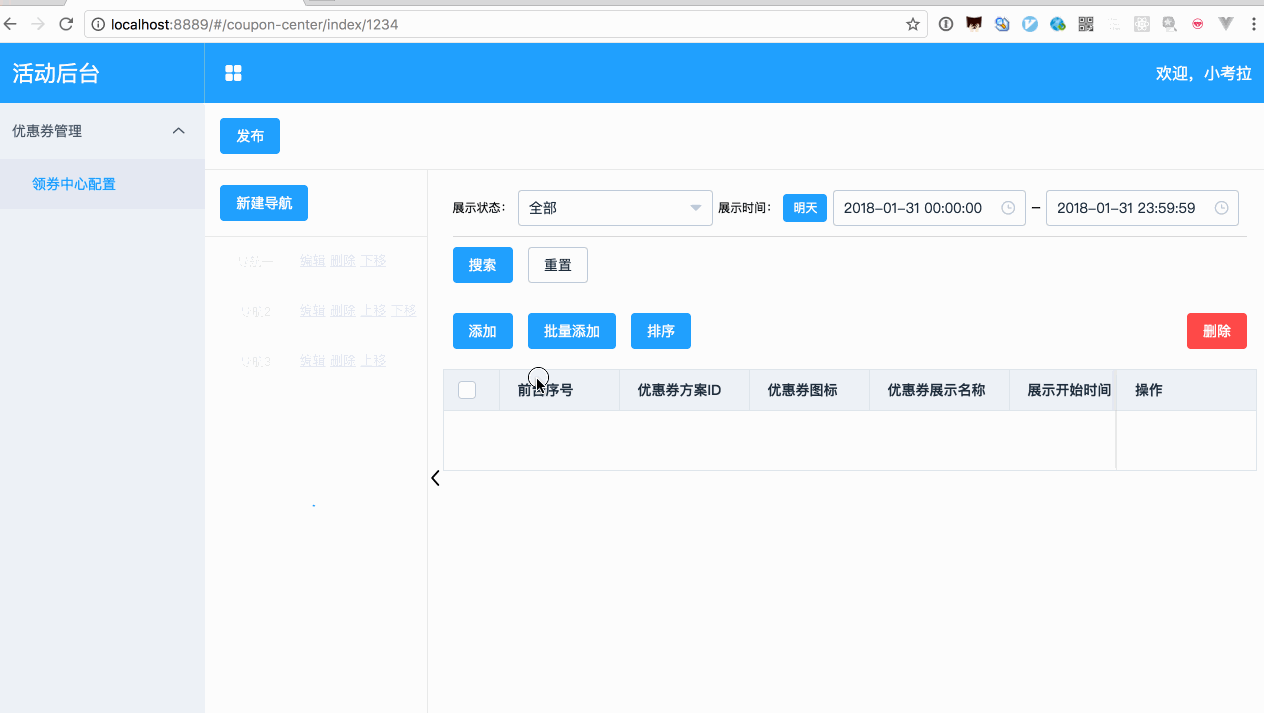 localhost:8889/#/coupon-center/index/1234
活动后台
欢迎，小考拉
优惠券管理
领券中心配置
发布
新建导航
编辑 删除 下移
导航2 编辑 删除 上移 下移
导航3 编辑 删除 上移
展示状态： 全部 展示时间： 明天 2018-01-31 00:00:00 - 2018-01-31 23:59:59
搜索 重置
添加 批量添加 排序 删除
前台序号 优惠券方案ID 优惠券图标 优惠券展示名称 展示开始时间 操作